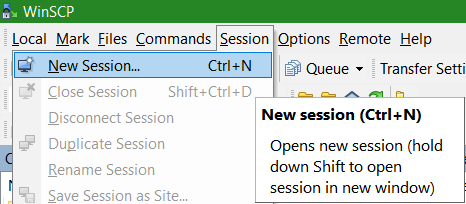 WinSCP
Local Mark Files Commands Session Options Remote Help
New Session... Ctrl+N
Queue
Transfer Setting
Close Session Shift+Ctrl+D
Disconnect Session
Duplicate Session
Rename Session
Save Session as Site...
New session (Ctrl+N)
Opens new session (hold
down Shift to open
session in new window)